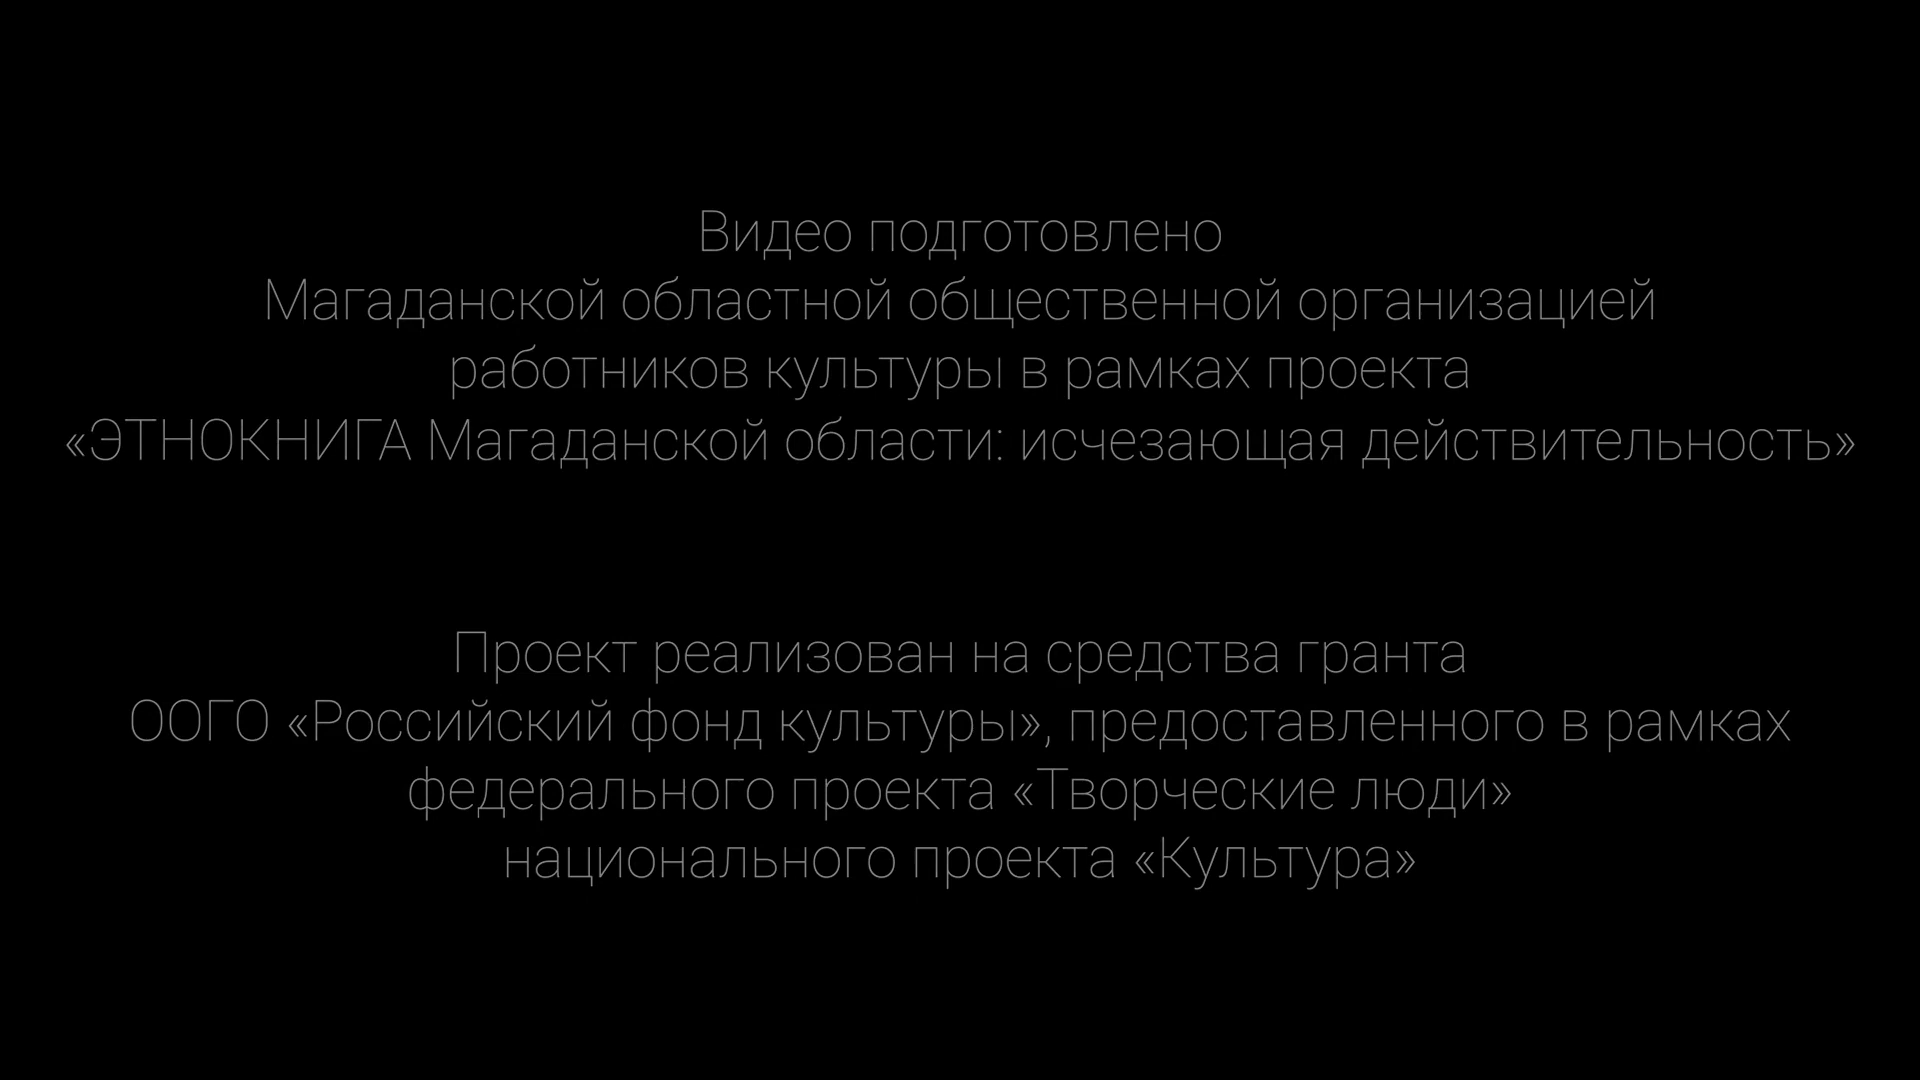 Видео подготовлено
Магаданской областной общественной организацией
работников культуры в рамках проекта
«ЭТНОКНИГА Магаданской области: исчезающая действительность»
Проект реализован на средства гранта
ООГО «Российский фонд культуры», предоставленного в рамках
федерального проекта «Творческие люди»
национального проекта «Культура»